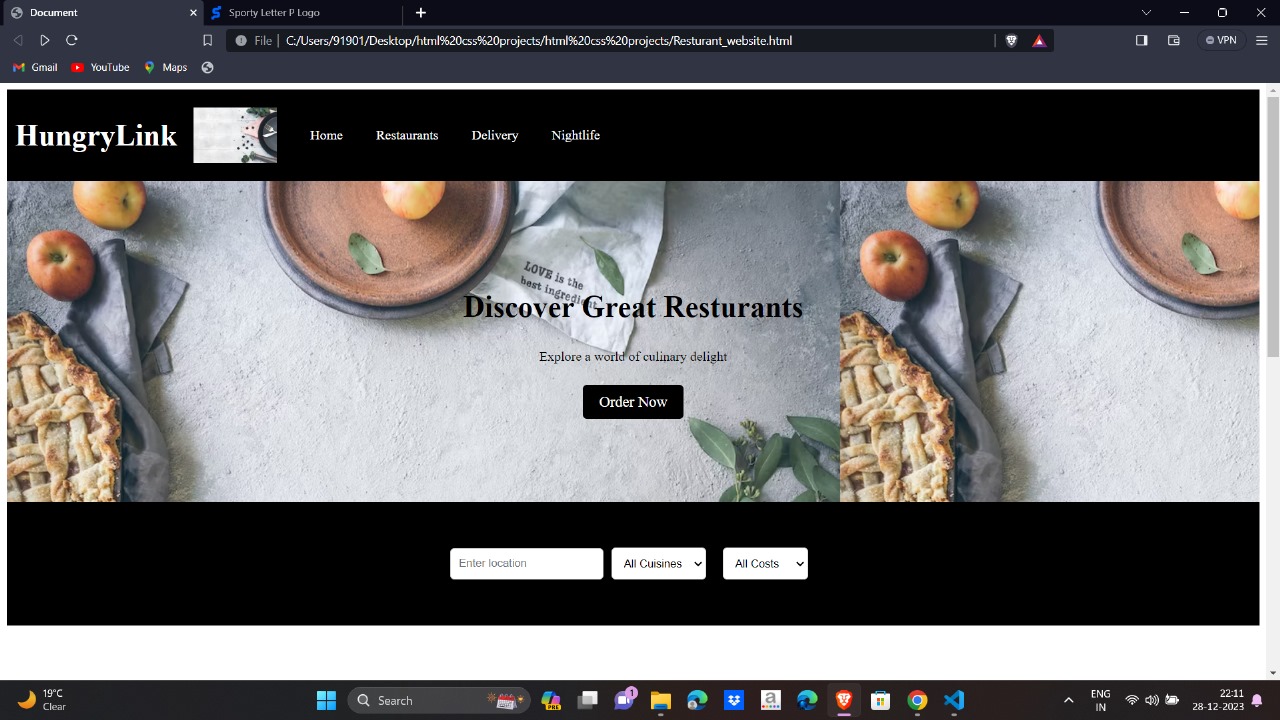 Document
Sporty Letter P Logo
File
C:/Users/91901/Desktop/html%20css%20projects/html%20css%20projects/Resturant_website.html
VPN
Gmail
YouTube
Maps
HungryLink
Home
Restaurants
Delivery
Nightlife
LOVE is the
best ingredient
Discover Great Resturants
Explore a world of culinary delight
Order Now
Enter location
All Cuisines
All Costs
19°C
Clear
Search
PRE
1
a
ENG
IN
22:11
28-12-2023